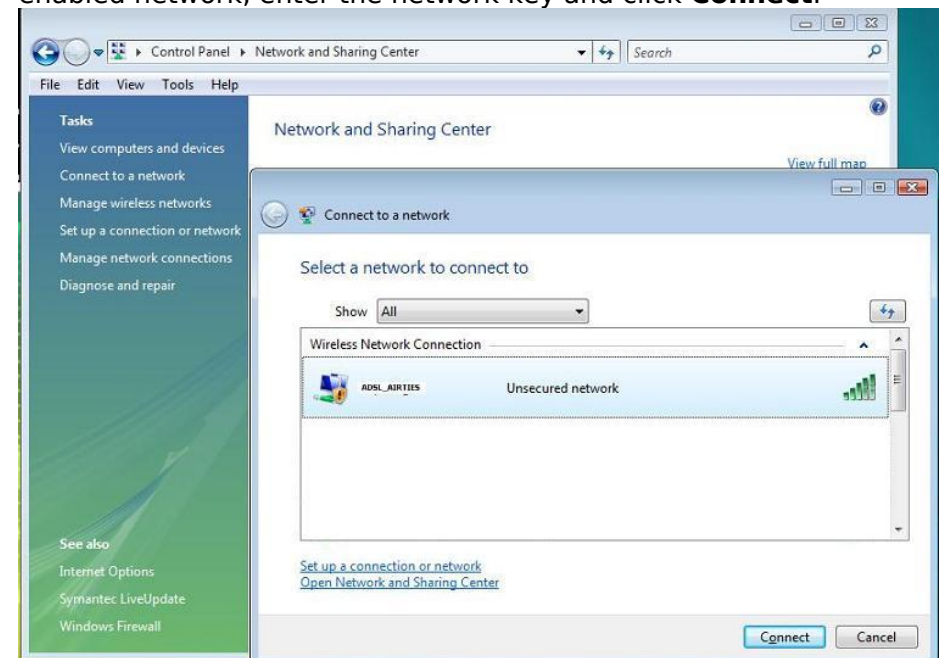 enabled network, enter the network key and click Connect.
Control Panel Network and Sharing Center
Search
File Edit View Tools Help
Tasks
View computers and devices
Connect to a network
Manage wireless networks
Set up a connection or network
Manage network connections
Diagnose and repair
See also
Internet Options
Symantec LiveUpdate
Windows Firewall
Network and Sharing Center
View full map
Connect to a network
Select a network to connect to
Show All
Wireless Network Connection
ADSL_AIRTIES Unsecured network
Set up a connection or network
Open Network and Sharing Center
Connect Cancel